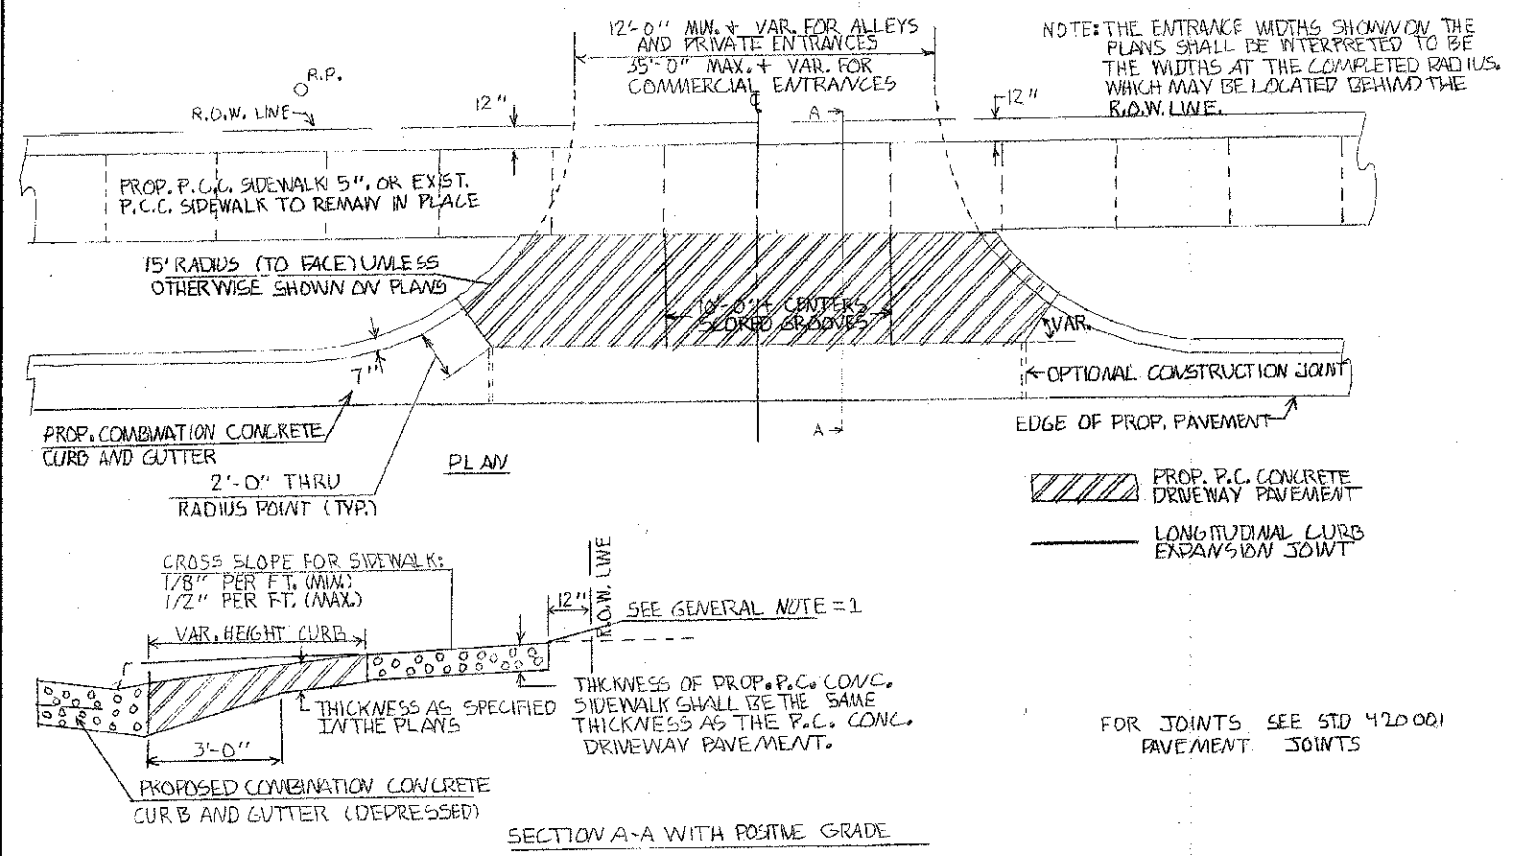 12'-0" MIN. + VAR. FOR ALLEYS
AND PRIVATE ENTRANCES
35'-0" MAX. + VAR. FOR
COMMERCIAL ENTRANCES
NOTE: THE ENTRANCE WIDTHS SHOWN ON THE
PLANS SHALL BE INTERPRETED TO BE
THE WIDTHS AT THE COMPLETED RADIUS.
WHICH MAY BE LOCATED BEHIND THE
R.O.W. LINE.
R.P.
R.O.W. LINE
12"
℄
A
12"
PROP. P.C.C. SIDEWALK 5". OR EXIST.
P.C.C. SIDEWALK TO REMAIN IN PLACE
15' RADIUS (TO FACE) UNLESS
OTHERWISE SHOWN ON PLANS
10'-0"+ CENTERS
SCORED GROOVES
VAR.
7"
OPTIONAL CONSTRUCTION JOINT
EDGE OF PROP. PAVEMENT
A
PROP. COMBINATION CONCRETE
CURB AND GUTTER
PLAN
2'-0" THRU
RADIUS POINT (TYP.)
PROP. P.C. CONCRETE
DRIVEWAY PAVEMENT
LONGITUDINAL CURB
EXPANSION JOINT
CROSS SLOPE FOR SIDEWALK:
1/8" PER FT. (MIN.)
1/2" PER FT. (MAX.)
VAR. HEIGHT CURB
12"
R.O.W. LINE
SEE GENERAL NOTE = 1
THICKNESS AS SPECIFIED
IN THE PLANS
THICKNESS OF PROP. P.C. CONC.
SIDEWALK SHALL BE THE SAME
THICKNESS AS THE P.C. CONC.
DRIVEWAY PAVEMENT.
3'-0"
PROPOSED COMBINATION CONCRETE
CURB AND GUTTER (DEPRESSED)
FOR JOINTS SEE STD 420001
PAVEMENT JOINTS
SECTION A-A WITH POSITIVE GRADE